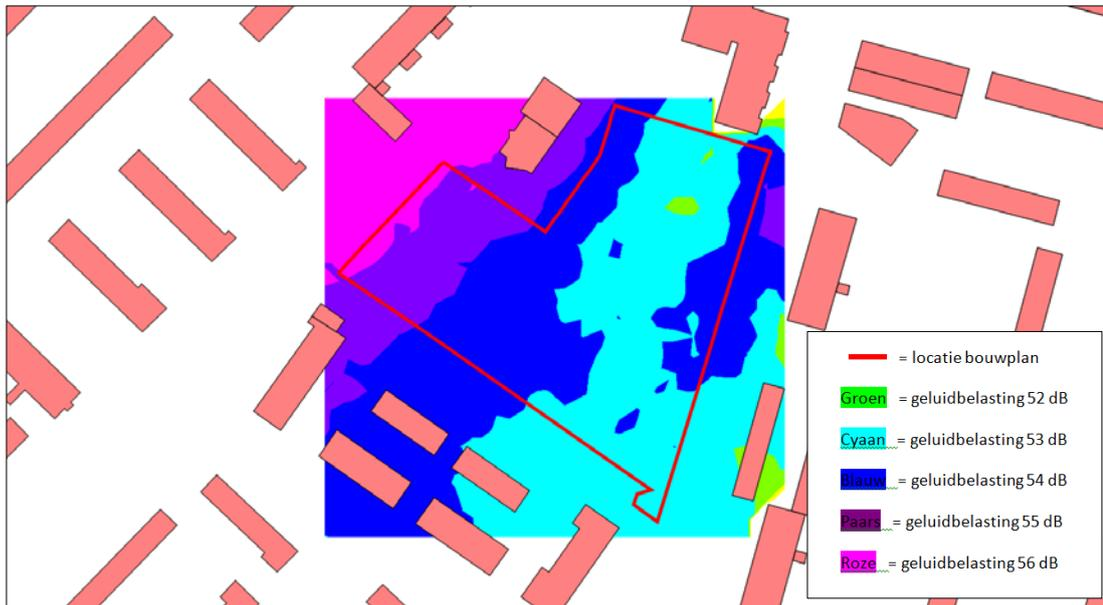 = locatie bouwplan
Groen = geluidbelasting 52 dB
Cyaan = geluidbelasting 53 dB
Blauw = geluidbelasting 54 dB
Paars = geluidbelasting 55 dB
Roze = geluidbelasting 56 dB